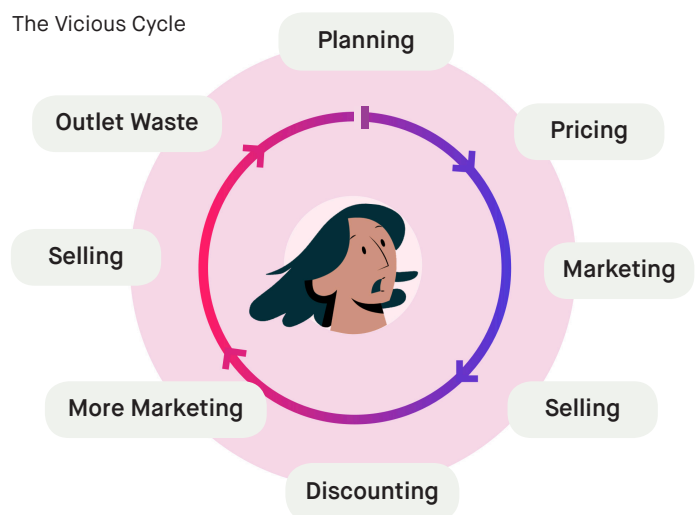 The Vicious Cycle
Planning
Pricing
Marketing
Selling
Discounting
More Marketing
Selling
Outlet Waste